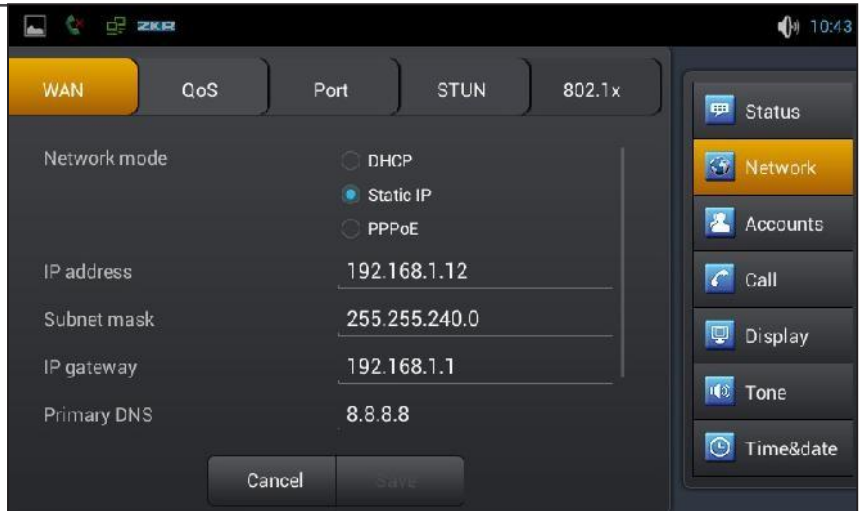 ZKR 10:43
WAN QoS Port STUN 802.1x
Network mode
DHCP
Static IP
PPPoE
IP address 192.168.1.12
Subnet mask 255.255.240.0
IP gateway 192.168.1.1
Primary DNS 8.8.8.8
Cancel Save
Status
Network
Accounts
Call
Display
Tone
Time&date